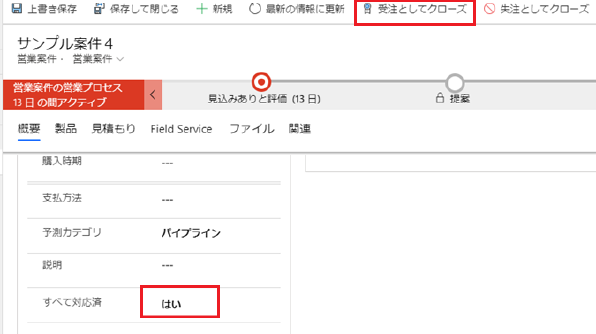 上書き保存 保存して閉じる 新規 最新の情報に更新 受注としてクローズ 失注としてクローズ
サンプル案件４
営業案件・ 営業案件
営業案件の営業プロセス
13 日の間アクティブ
見込みありと評価 (13 日) 提案
概要 製品 見積もり Field Service ファイル 関連
購入時期 ---
支払方法 ---
予測カテゴリ パイプライン
説明 ---
すべて対応済 はい